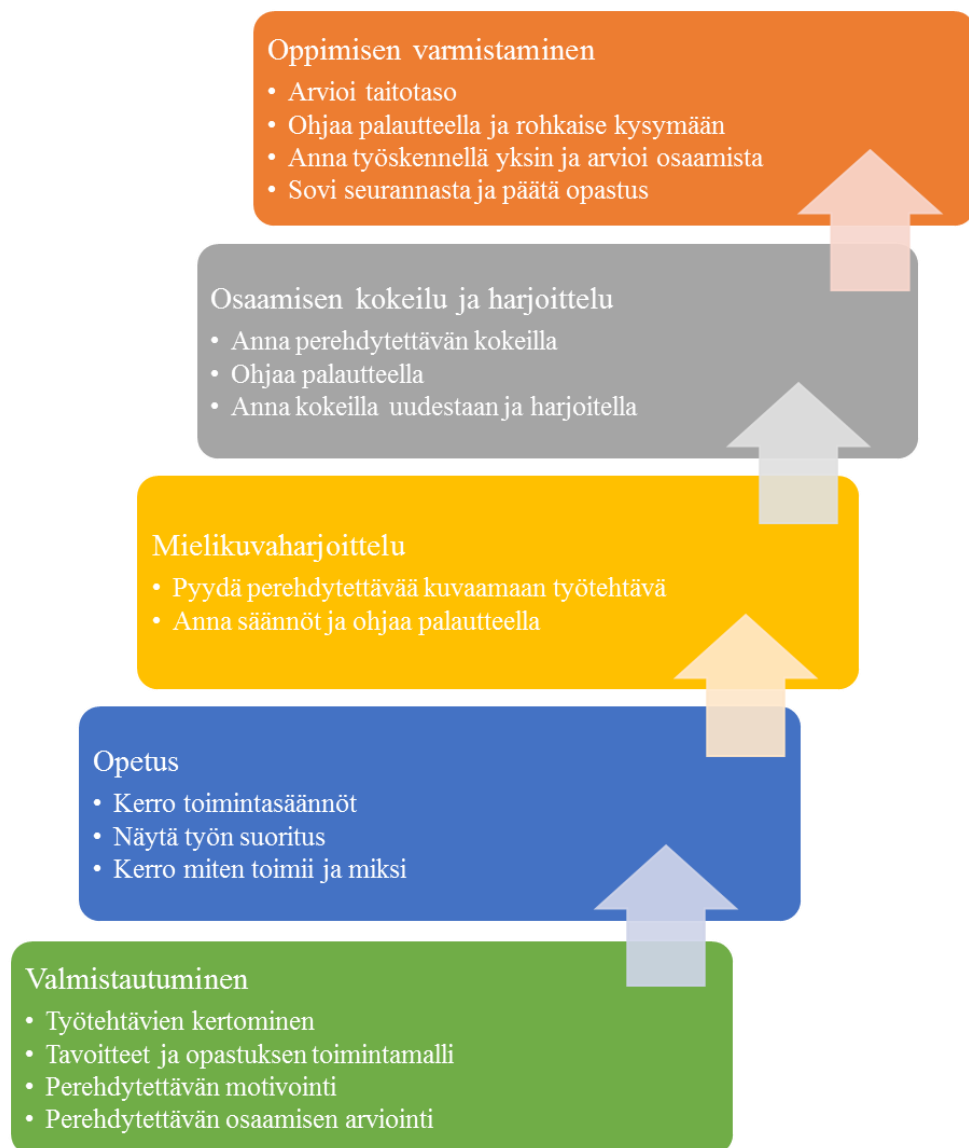 Oppimisen varmistaminen
• Arvioi taitotaso
• Ohjaa palautteella ja rohkaise kysymään
• Anna työskennellä yksin ja arvioi osaamista
• Sovi seurannasta ja päätä opastus
Osaamisen kokeilu ja harjoittelu
• Anna perehdytettävän kokeilla
• Ohjaa palautteella
• Anna kokeilla uudestaan ja harjoitella
Mielikuvaharjoittelu
• Pyydä perehdytettävää kuvaamaan työtehtävä
• Anna säännöt ja ohjaa palautteella
Opetus
• Kerro toimintasäännöt
• Näytä työn suoritus
• Kerro miten toimii ja miksi
Valmistautuminen
• Työtehtävien kertominen
• Tavoitteet ja opastuksen toimintamalli
• Perehdytettävän motivointi
• Perehdytettävän osaamisen arviointi